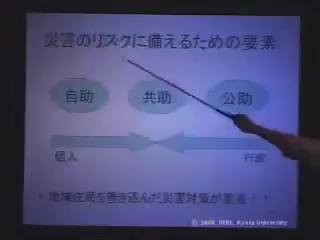 災害のリスクに備えるための要素
自助 共助 公助
個人 行政
・地域住民を巻き込んだ災害対策が重要!!
Kyoto University